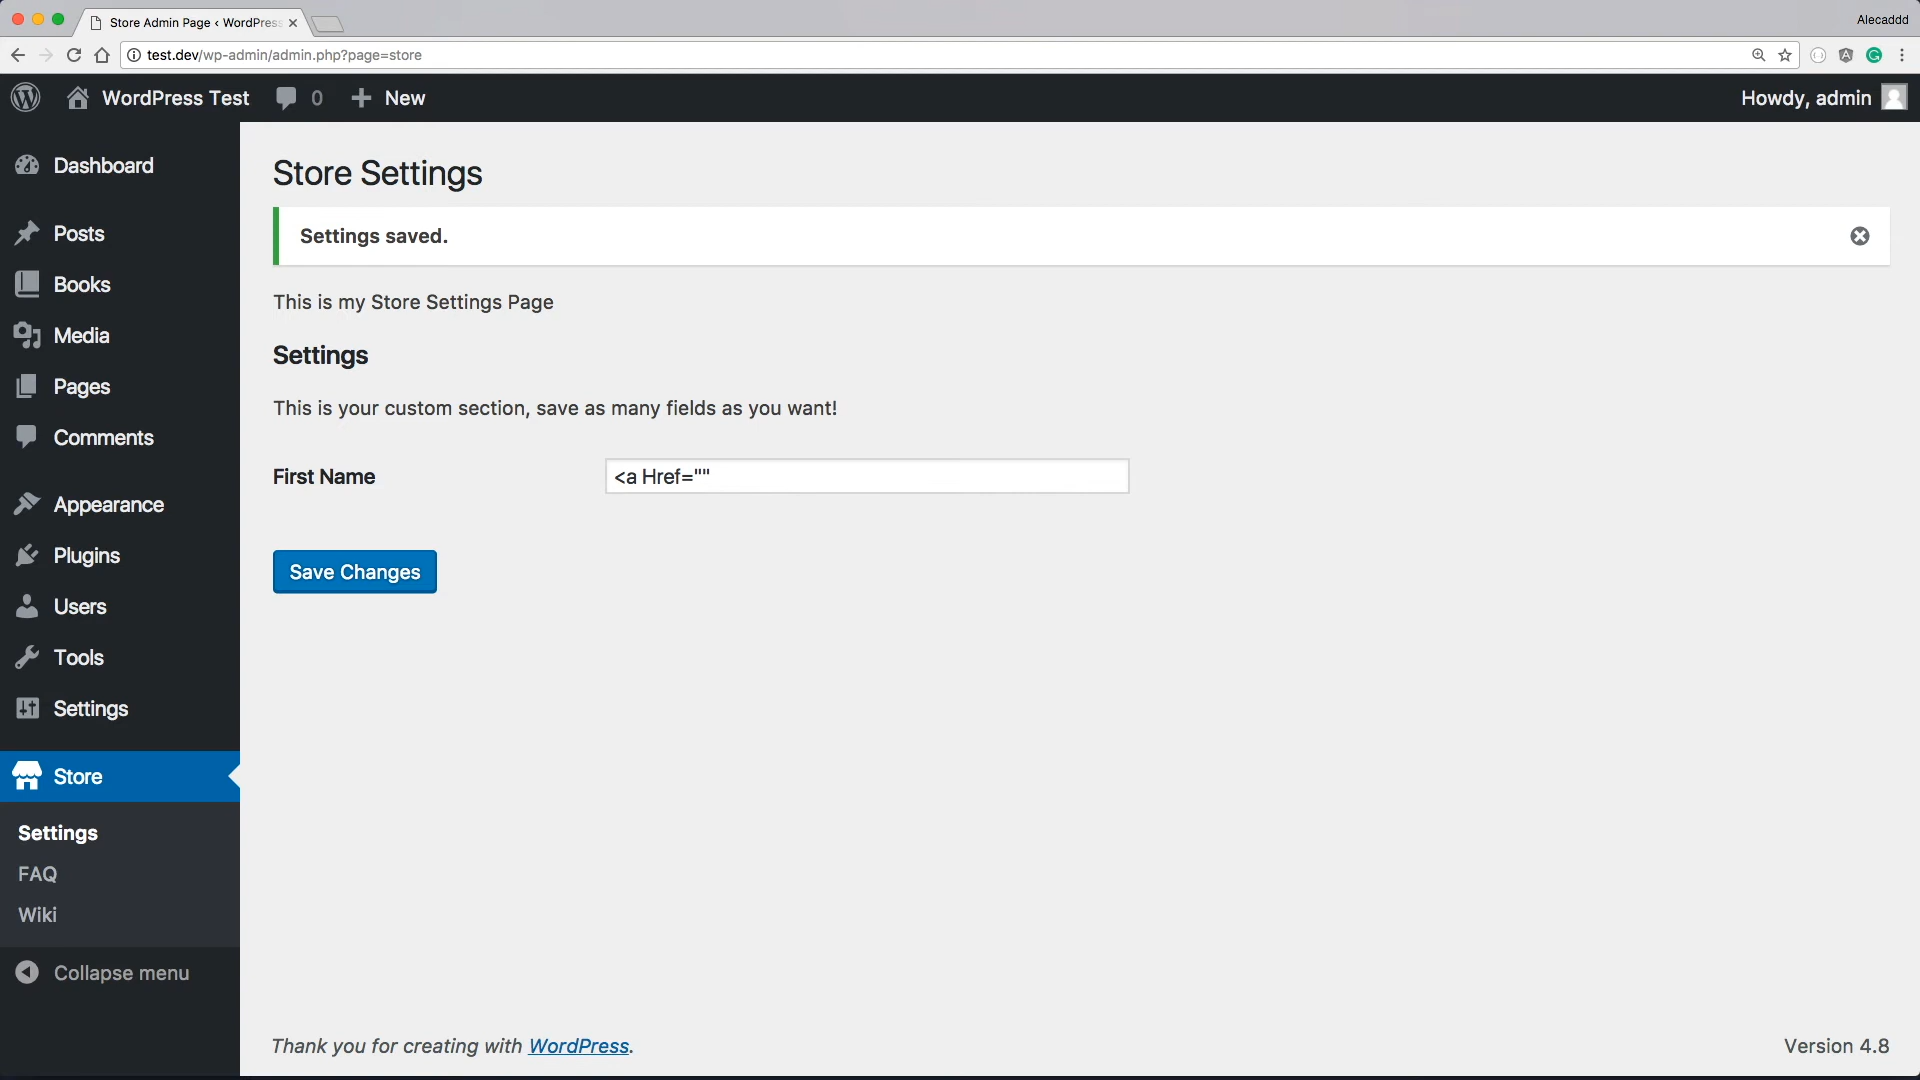 Store Admin Page ‹ WordPress
Alecaddd
test.dev/wp-admin/admin.php?page=store
WordPress Test
0
New
Howdy, admin
Dashboard
Posts
Books
Media
Pages
Comments
Appearance
Plugins
Users
Tools
Settings
Store
Settings
FAQ
Wiki
Collapse menu
Store Settings
Settings saved.
This is my Store Settings Page
Settings
This is your custom section, save as many fields as you want!
First Name
<a Href=""
Save Changes
Thank you for creating with WordPress.
Version 4.8